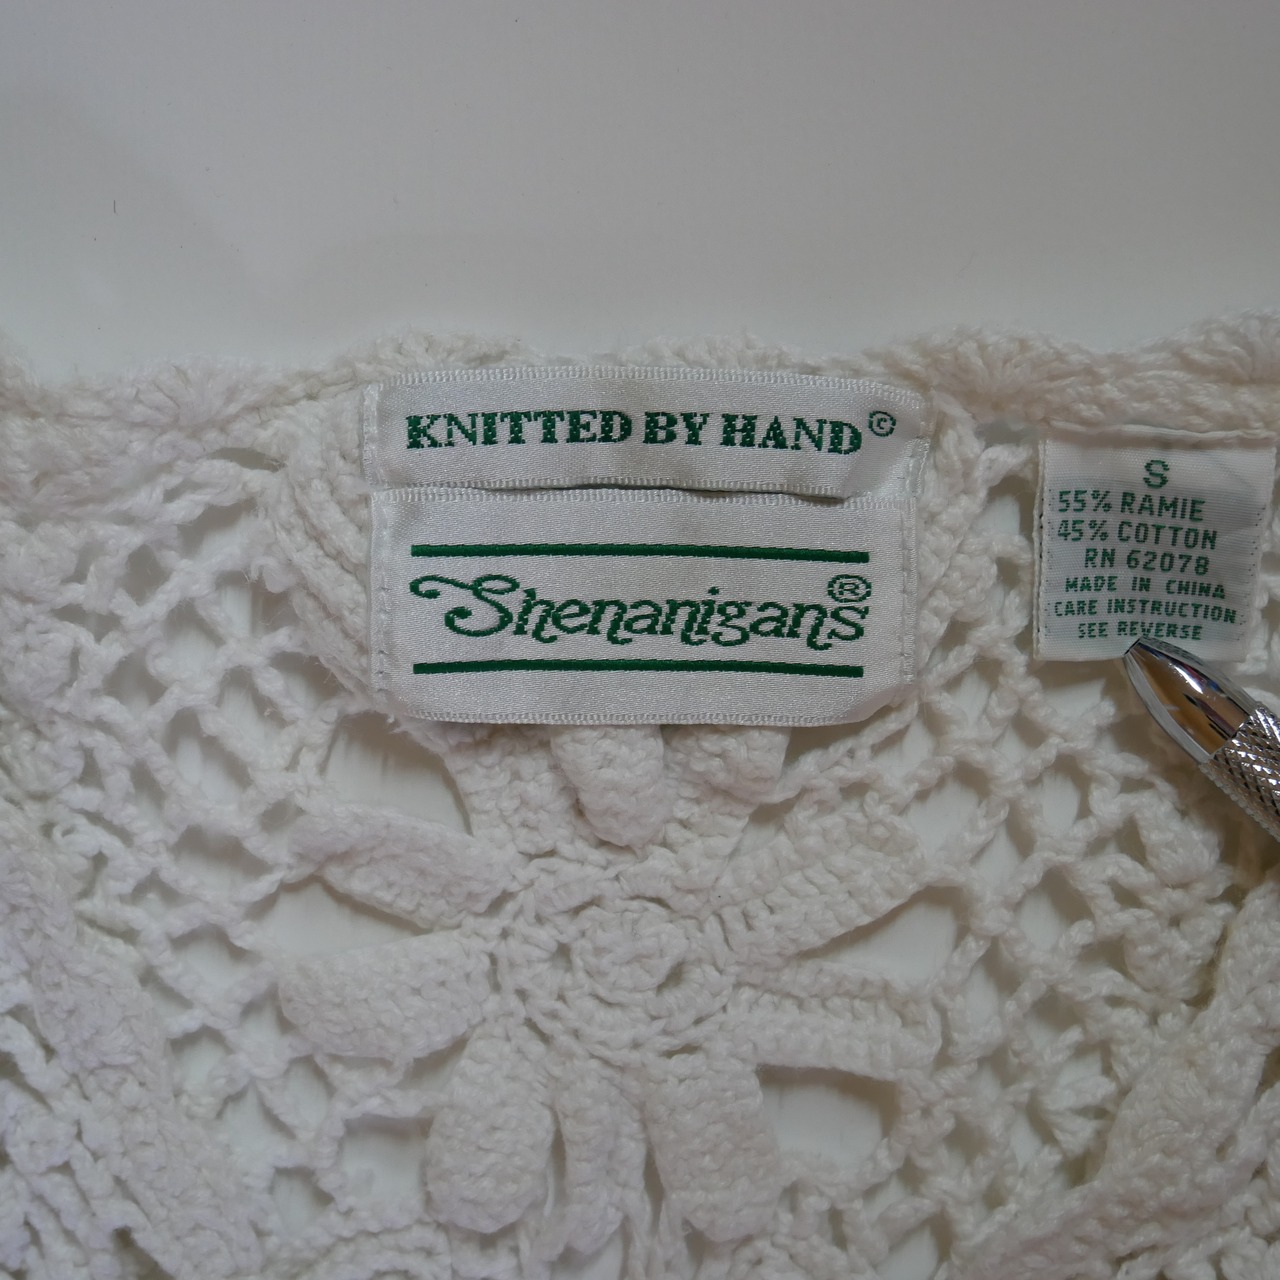 KNITTED BY HAND ©
Shenanigans ®
S
55% RAMIE
45% COTTON
RN 62078
MADE IN CHINA
CARE INSTRUCTION
SEE REVERSE